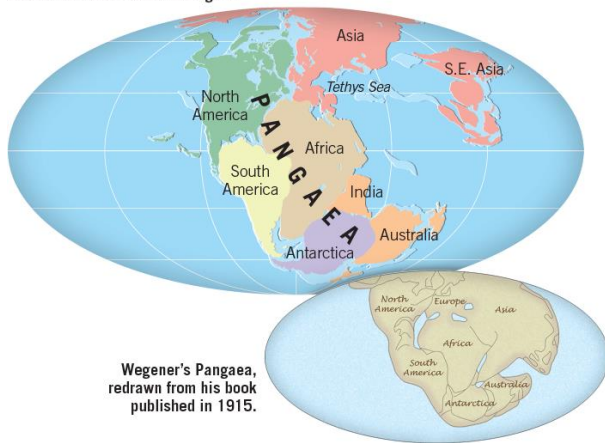 Asia
S.E. Asia
Tethys Sea
North
America
PANGAEA
Africa
South
America
India
Australia
Antarctica
North
America
Europe
Asia
Africa
South
America
Australia
Antarctica
Wegener's Pangaea,
redrawn from his book
published in 1915.